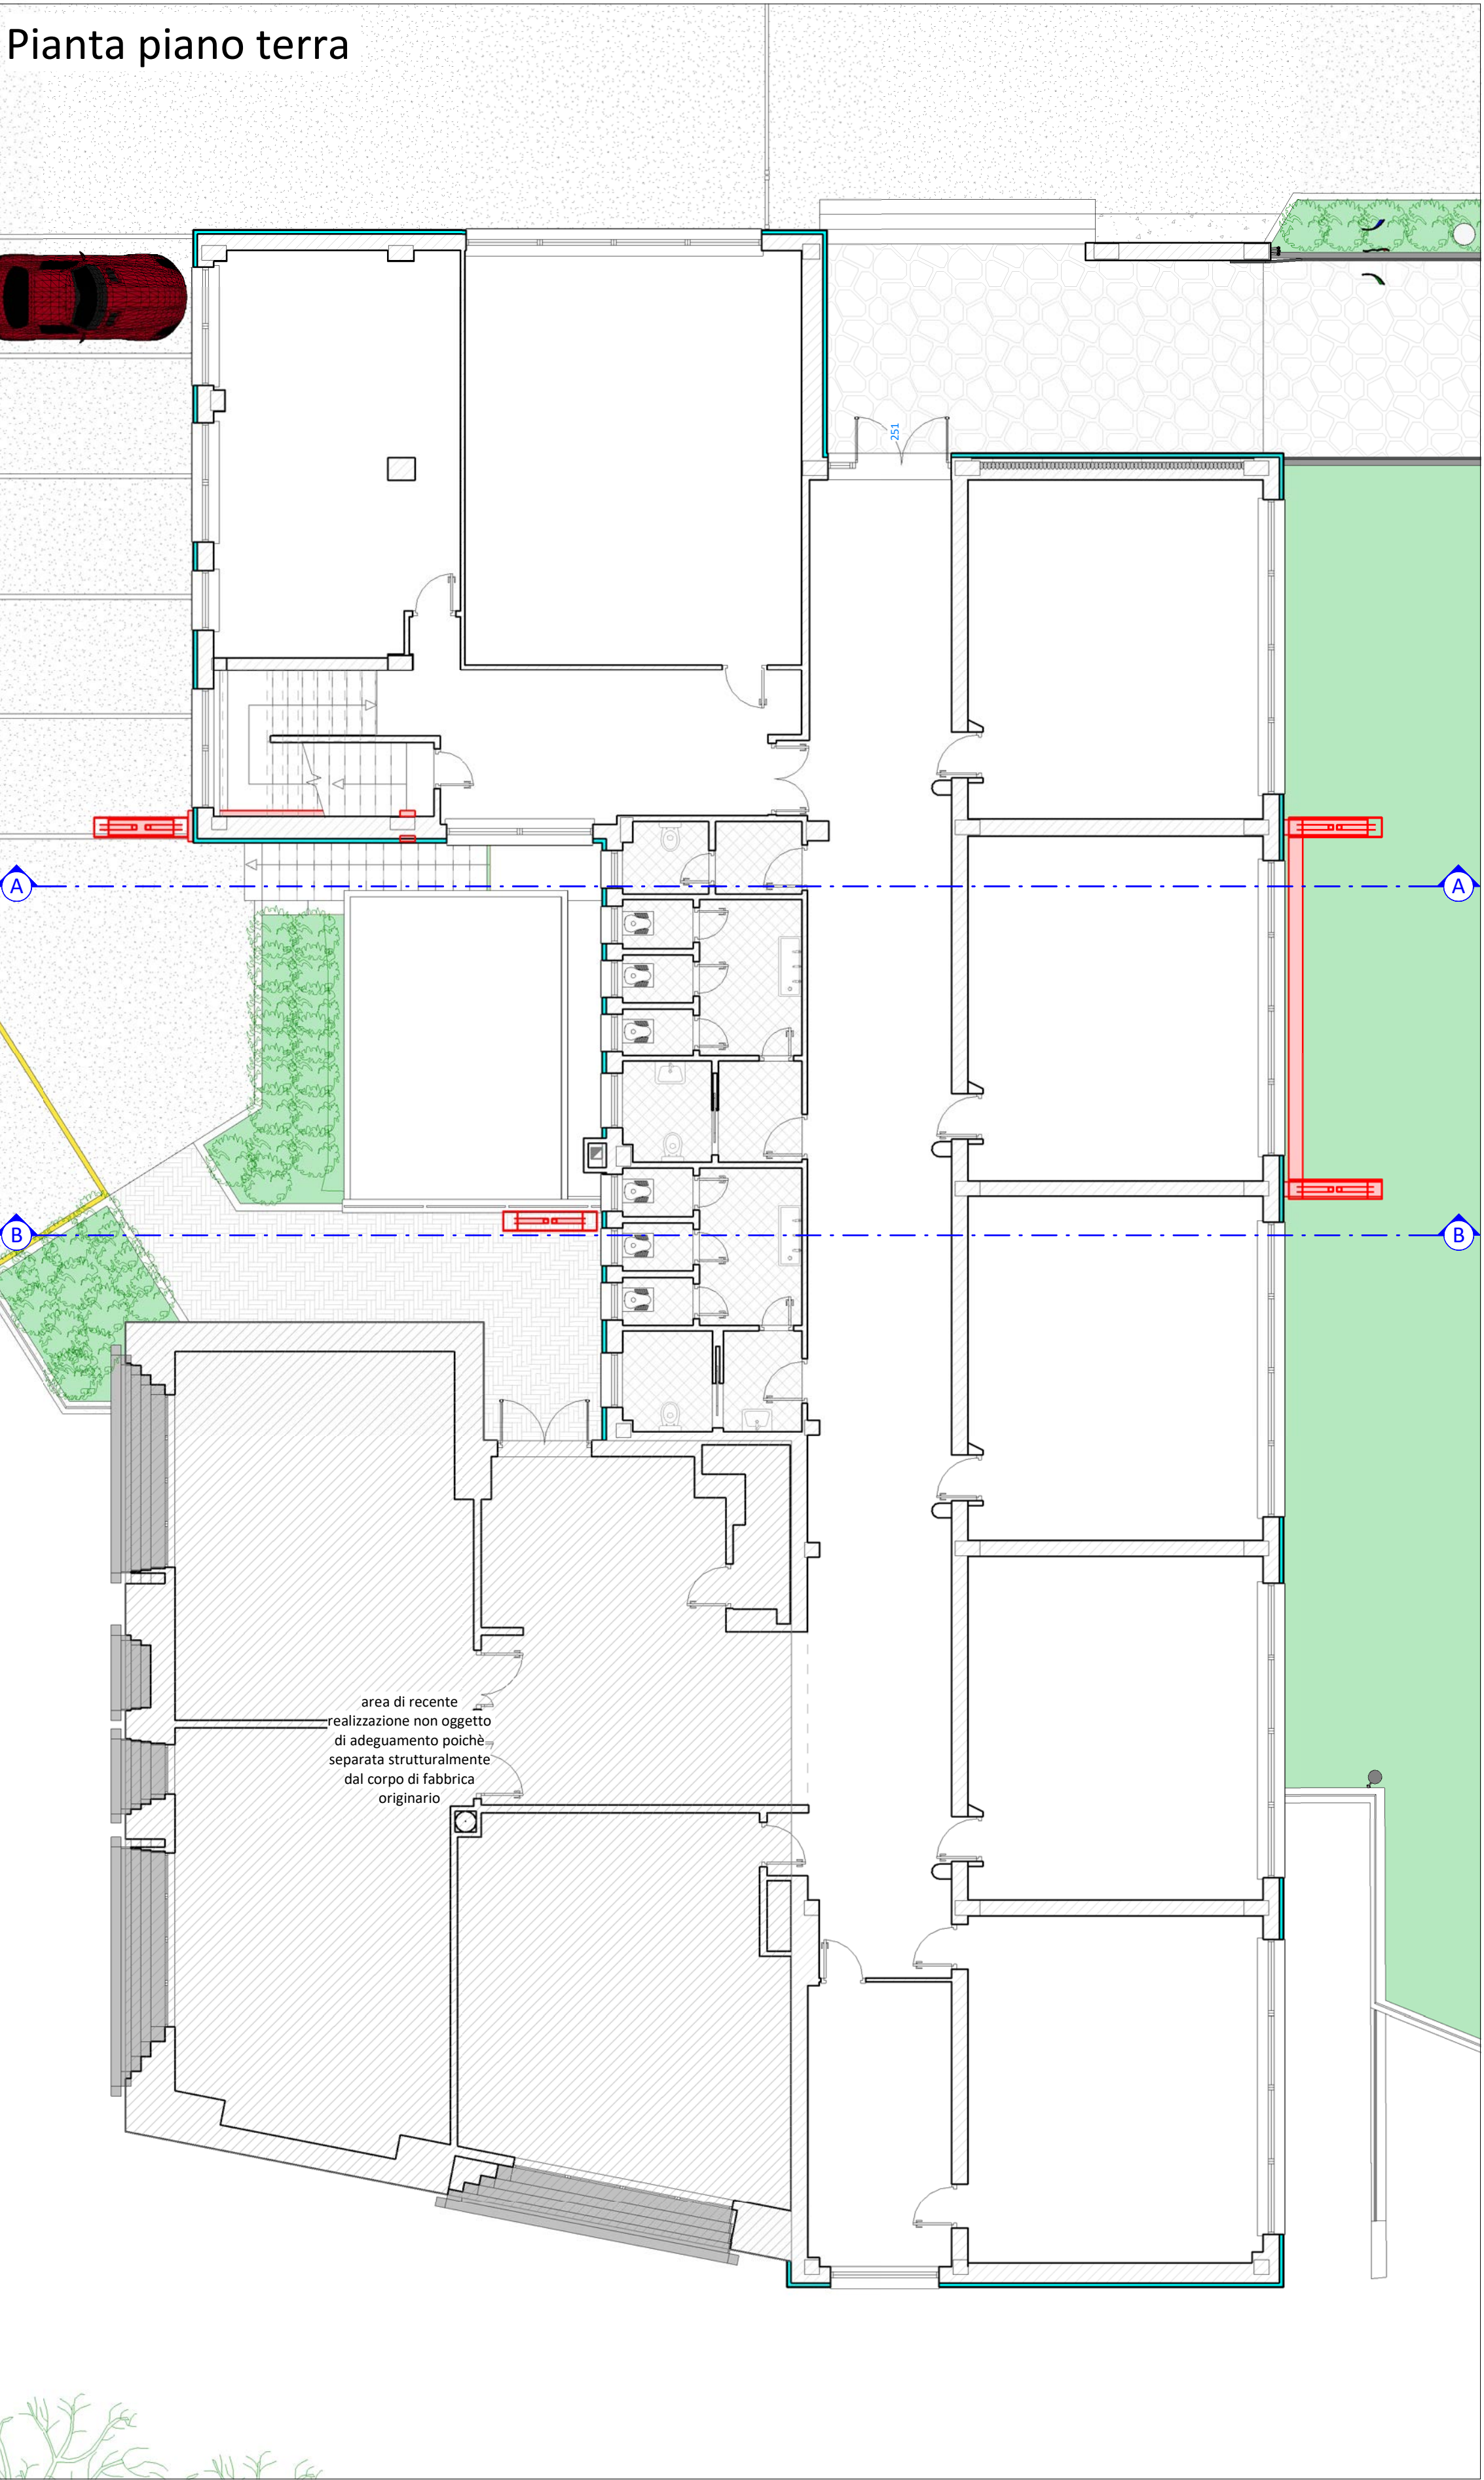 Pianta piano terra
251
A
A
B
B
area di recente
realizzazione non oggetto
di adeguamento poichè
separata strutturalmente
dal corpo di fabbrica
originario